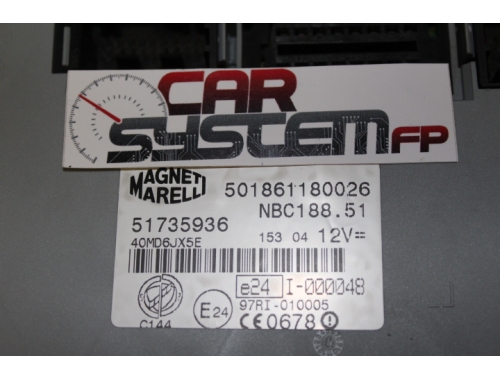 CAR
SYSTEM FP
MAGNETI
MARELLI
501861180026
NBC188.51
51735936
40MD6JX5E
153 04 12V
e24 I-000048
97RI-010005
C144
E24
CE0678